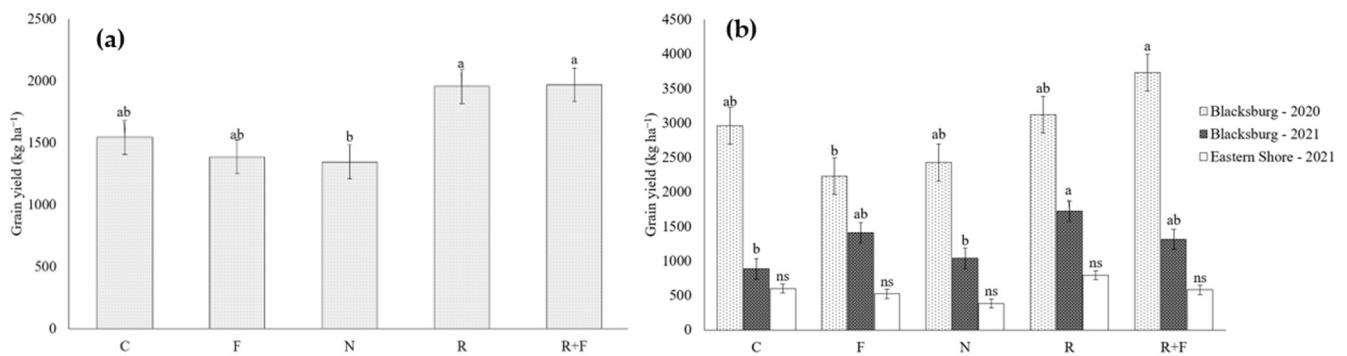 (a)
Grain yield (kg ha⁻¹)
2500
2000
1500
1000
500
0
ab
ab
b
a
a
C F N R R+F
(b)
Grain yield (kg ha⁻¹)
4500
4000
3500
3000
2500
2000
1500
1000
500
0
ab b ns
b ab ns
ab b ns
ab a ns
a ab ns
C F N R R+F
Blacksburg - 2020
Blacksburg - 2021
Eastern Shore - 2021